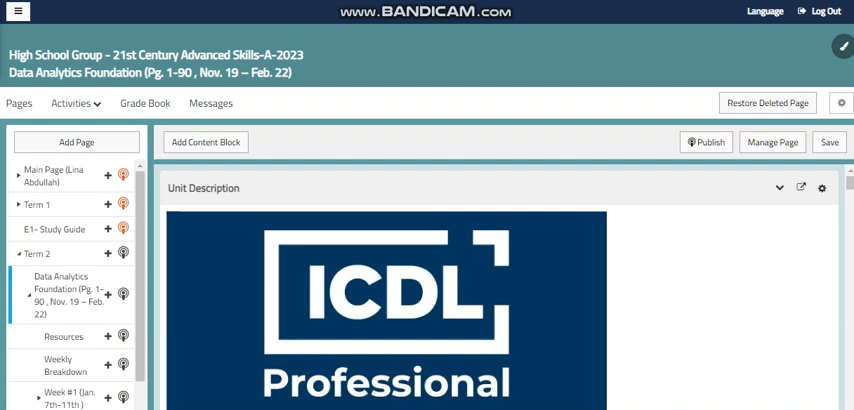 www.BANDICAM.com
Language
Log Out
High School Group - 21st Century Advanced Skills-A-2023
Data Analytics Foundation (Pg. 1-90 , Nov. 19 – Feb. 22)
Pages
Activities
Grade Book
Messages
Restore Deleted Page
Add Page
Add Content Block
Publish
Manage Page
Save
Main Page (Lina
Abdullah)
Term 1
E1- Study Guide
Term 2
Data Analytics
Foundation (Pg. 1-
90 , Nov. 19 – Feb.
22)
Resources
Weekly
Breakdown
Week #1 (Jan.
7th-11th )
Unit Description
ICDL
Professional